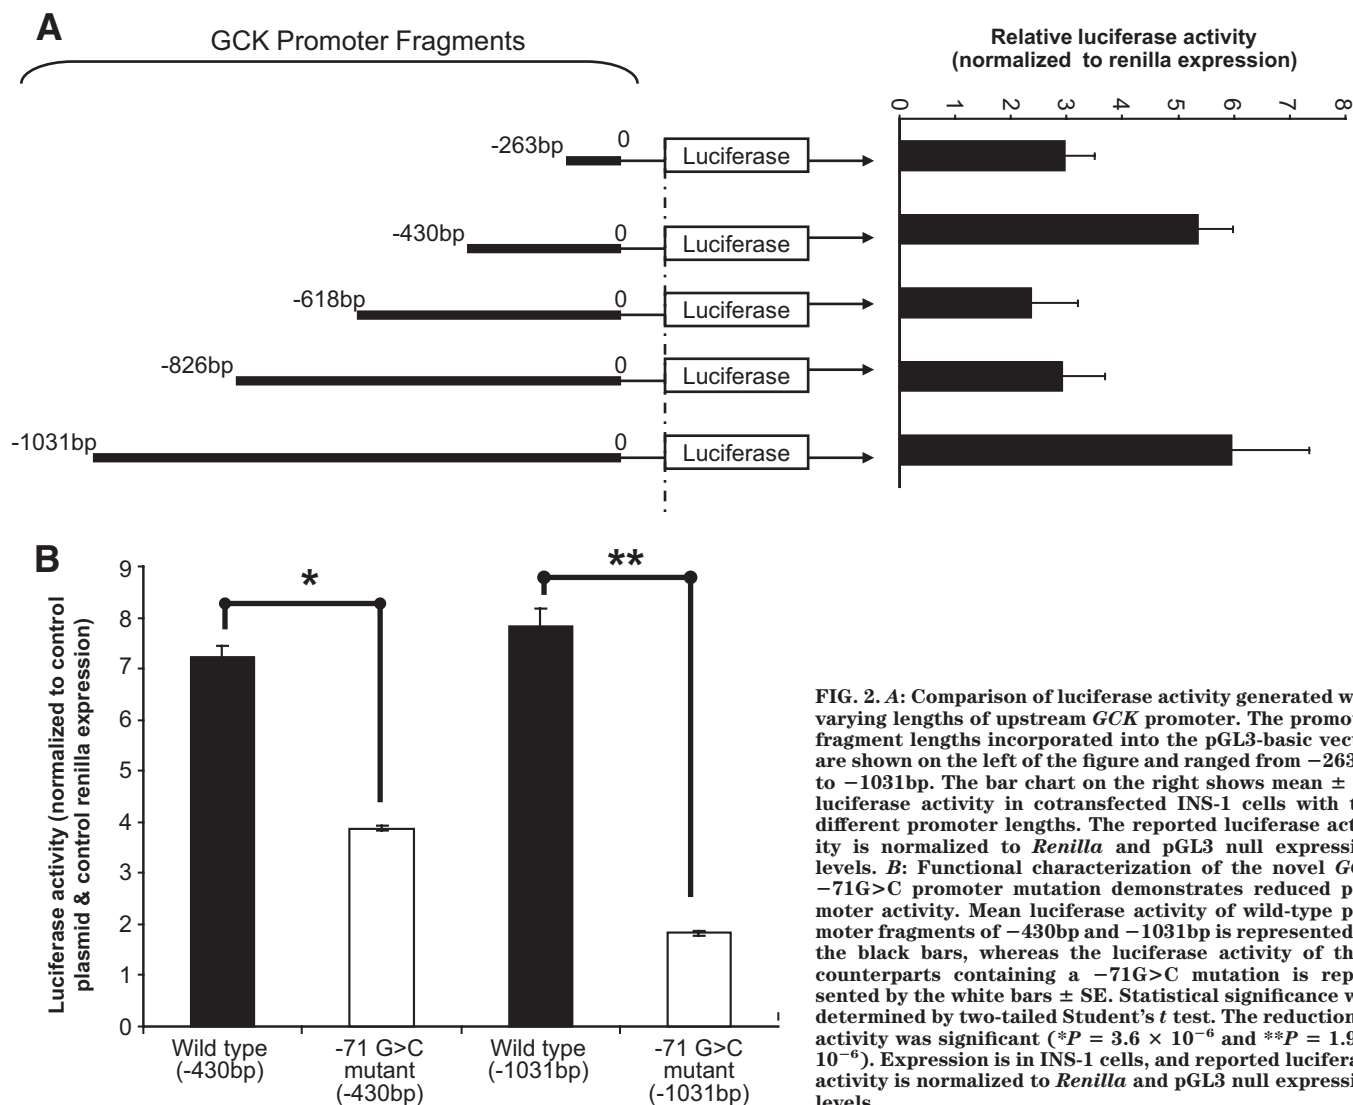 A
GCK Promoter Fragments
Relative luciferase activity
(normalized to renilla expression)
0 1 2 3 4 5 6 7 8
-263bp 0 Luciferase
-430bp 0 Luciferase
-618bp 0 Luciferase
-826bp 0 Luciferase
-1031bp 0 Luciferase
B
Luciferase activity (normalized to control
plasmid & control renilla expression)
9
8
7
6
5
4
3
2
1
0
*
**
Wild type
(-430bp)
-71 G>C
mutant
(-430bp)
Wild type
(-1031bp)
-71 G>C
mutant
(-1031bp)
FIG. 2. A: Comparison of luciferase activity generated
varying lengths of upstream GCK promoter. The
fragment lengths incorporated into the pGL3-basic
are shown on the left of the figure and ranged from −263
to −1031bp. The bar chart on the right shows mean ±
luciferase activity in cotransfected INS-1 cells with
different promoter lengths. The reported luciferase
ity is normalized to Renilla and pGL3 null
levels. B: Functional characterization of the novel
−71G>C promoter mutation demonstrates reduced
moter activity. Mean luciferase activity of wild-type
moter fragments of −430bp and −1031bp is represented
the black bars, whereas the luciferase activity of
counterparts containing a −71G>C mutation is
sented by the white bars ± SE. Statistical significance
determined by two-tailed Student's t test. The reduction
activity was significant (*P = 3.6 × 10−6 and **P = 1.9
10−6). Expression is in INS-1 cells, and reported
activity is normalized to Renilla and pGL3 null
levels